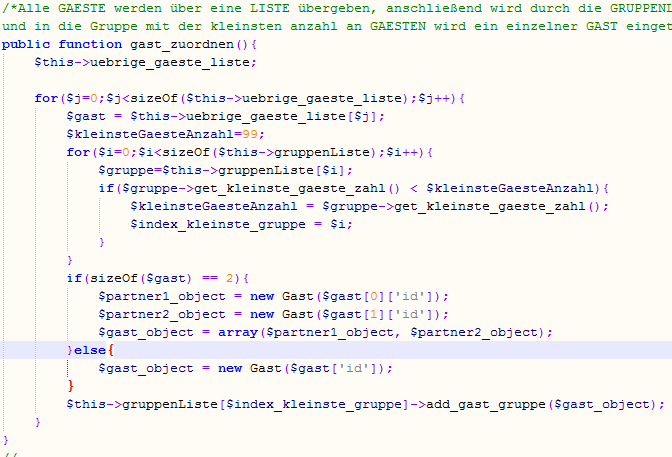 /*Alle GAESTE werden über eine LISTE übergeben, anschließend wird durch die
und in die Gruppe mit der kleinsten anzahl an GAESTEN wird ein einzelner GAST
public function gast_zuordnen(){
$this->uebrige_gaeste_liste;
for($j=0;$j<sizeOf($this->uebrige_gaeste_liste);$j++){
$gast = $this->uebrige_gaeste_liste[$j];
$kleinsteGaesteAnzahl=99;
for($i=0;$i<sizeOf($this->gruppenListe);$i++){
$gruppe=$this->gruppenListe[$i];
if($gruppe->get_kleinste_gaeste_zahl() < $kleinsteGaesteAnzahl){
$kleinsteGaesteAnzahl = $gruppe->get_kleinste_gaeste_zahl();
$index_kleinste_gruppe = $i;
}
}
if(sizeOf($gast) == 2){
$partner1_object = new Gast($gast[0]['id']);
$partner2_object = new Gast($gast[1]['id']);
$gast_object = array($partner1_object, $partner2_object);
}else{
$gast_object = new Gast($gast['id']);
}
$this->gruppenListe[$index_kleinste_gruppe]->add_gast_gruppe($gast_object);
}
}